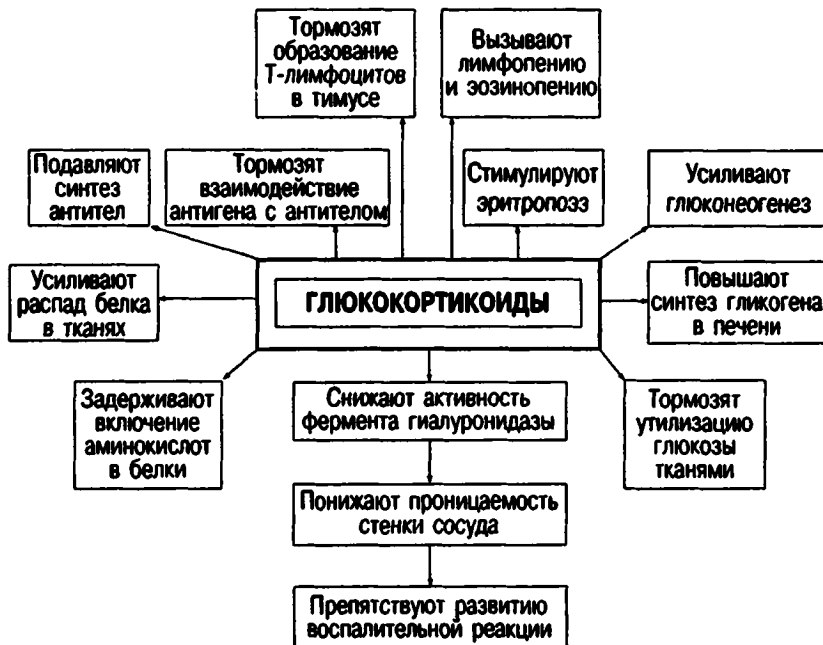 Тормозят
образование
Т-лимфоцитов
в тимусе
Вызывают
лимфопению
и эозинопению
Подавляют
синтез
антител
Тормозят
взаимодействие
антигена с антителом
Стимулируют
эритропоэз
Усиливают
глюконеогенез
Усиливают
распад белка
в тканях
ГЛЮКОКОРТИКОИДЫ
Повышают
синтез гликогена
в печени
Задерживают
включение
аминокислот
в белки
Снижают активность
фермента гиалуронидазы
Тормозят
утилизацию
глюкозы
тканями
Понижают проницаемость
стенки сосуда
Препятствуют развитию
воспалительной реакции